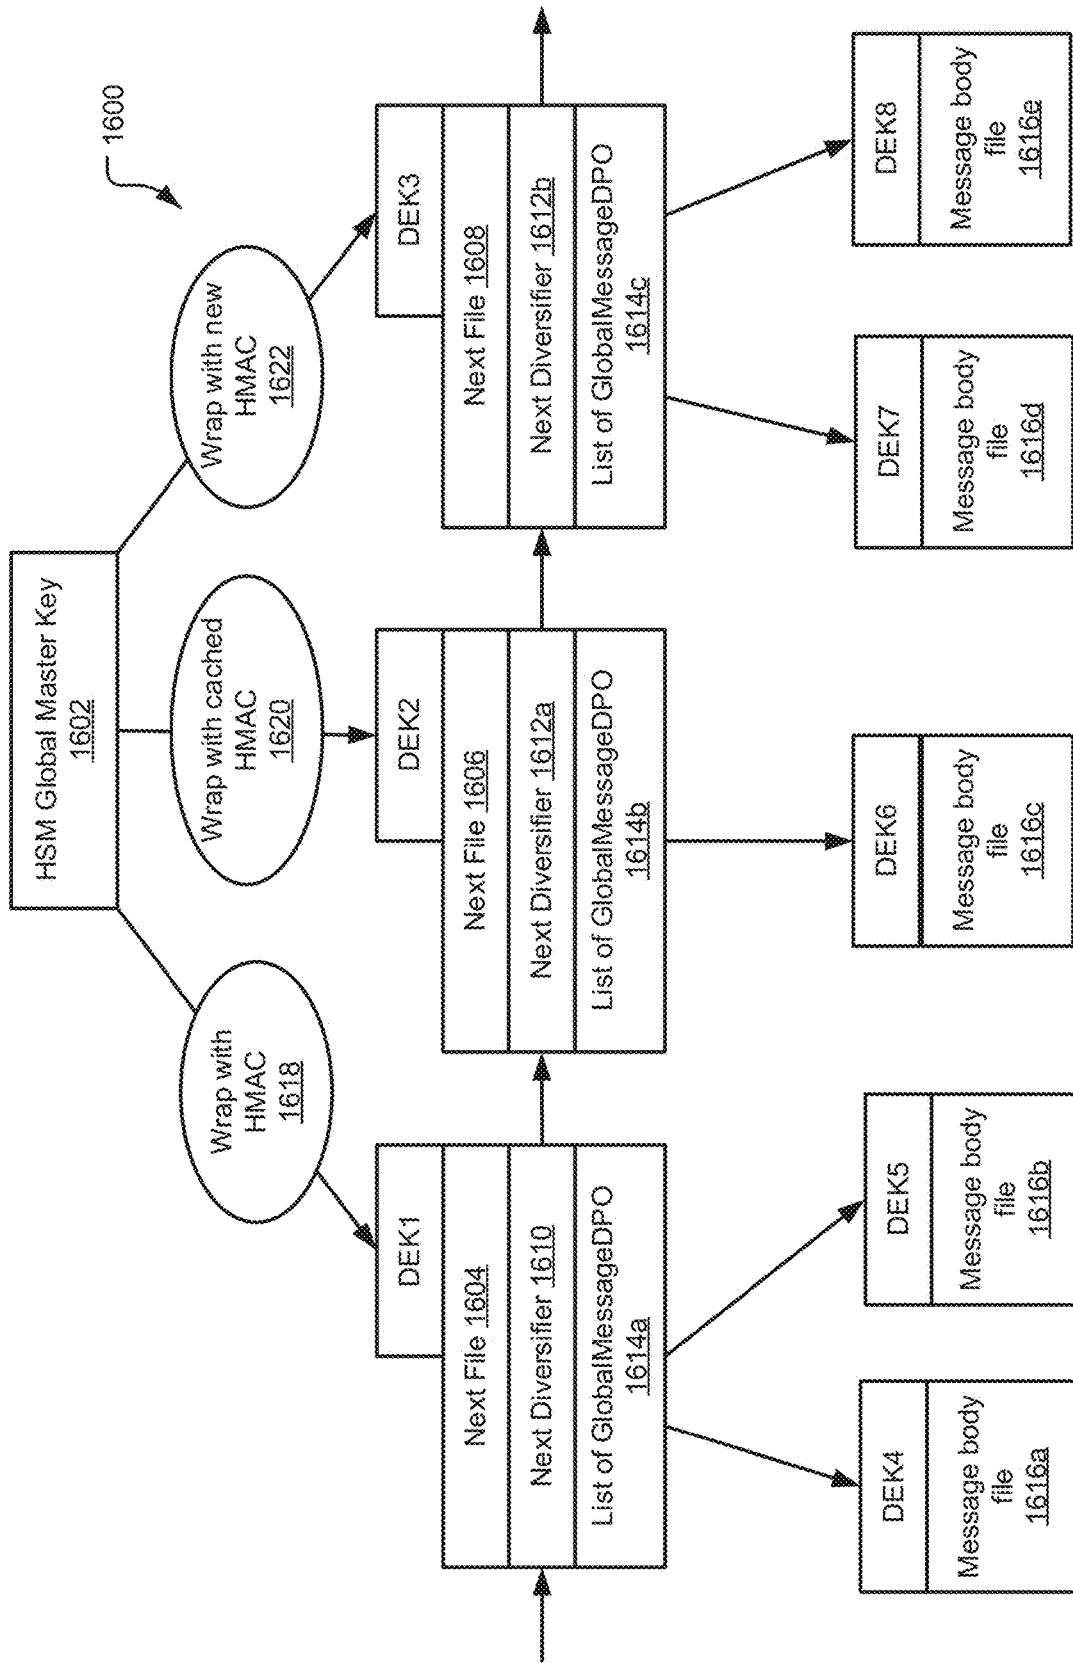 1600
HSM Global Master Key
1602
Wrap with
HMAC
1618
Wrap with cached
HMAC
1620
Wrap with new
HMAC
1622
DEK1
Next File 1604
Next Diversifier 1610
List of GlobalMessageDPO
1614a
DEK2
Next File 1606
Next Diversifier 1612a
List of GlobalMessageDPO
1614b
DEK3
Next File 1608
Next Diversifier 1612b
List of GlobalMessageDPO
1614c
DEK4
Message body
file
1616a
DEK5
Message body
file
1616b
DEK6
Message body
file
1616c
DEK7
Message body
file
1616d
DEK8
Message body
file
1616e